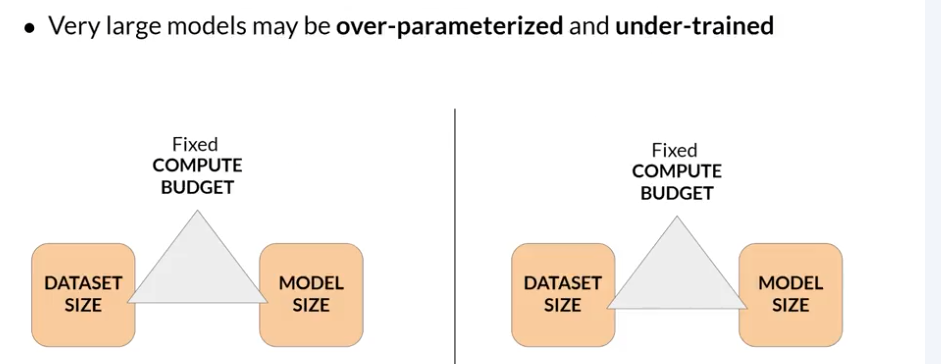 • Very large models may be over-parameterized and under-trained
Fixed
COMPUTE
BUDGET
DATASET
SIZE
MODEL
SIZE
Fixed
COMPUTE
BUDGET
DATASET
SIZE
MODEL
SIZE